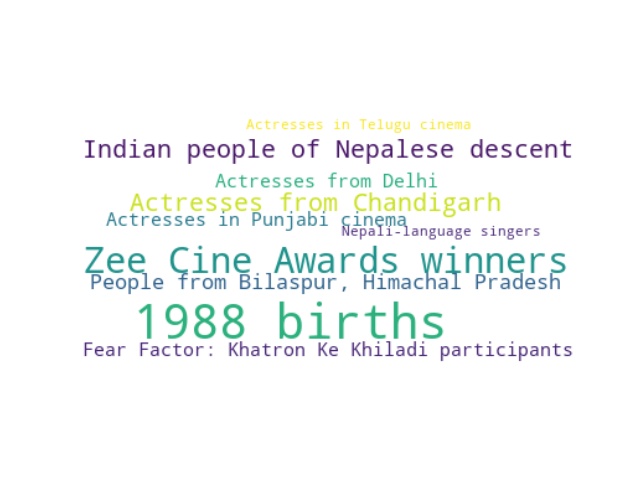 Actresses in Telugu cinema
Indian people of Nepalese descent
Actresses from Delhi
Actresses from Chandigarh
Actresses in Punjabi cinema
Nepali-language singers
Zee Cine Awards winners
People from Bilaspur, Himachal Pradesh
1988 births
Fear Factor: Khatron Ke Khiladi participants